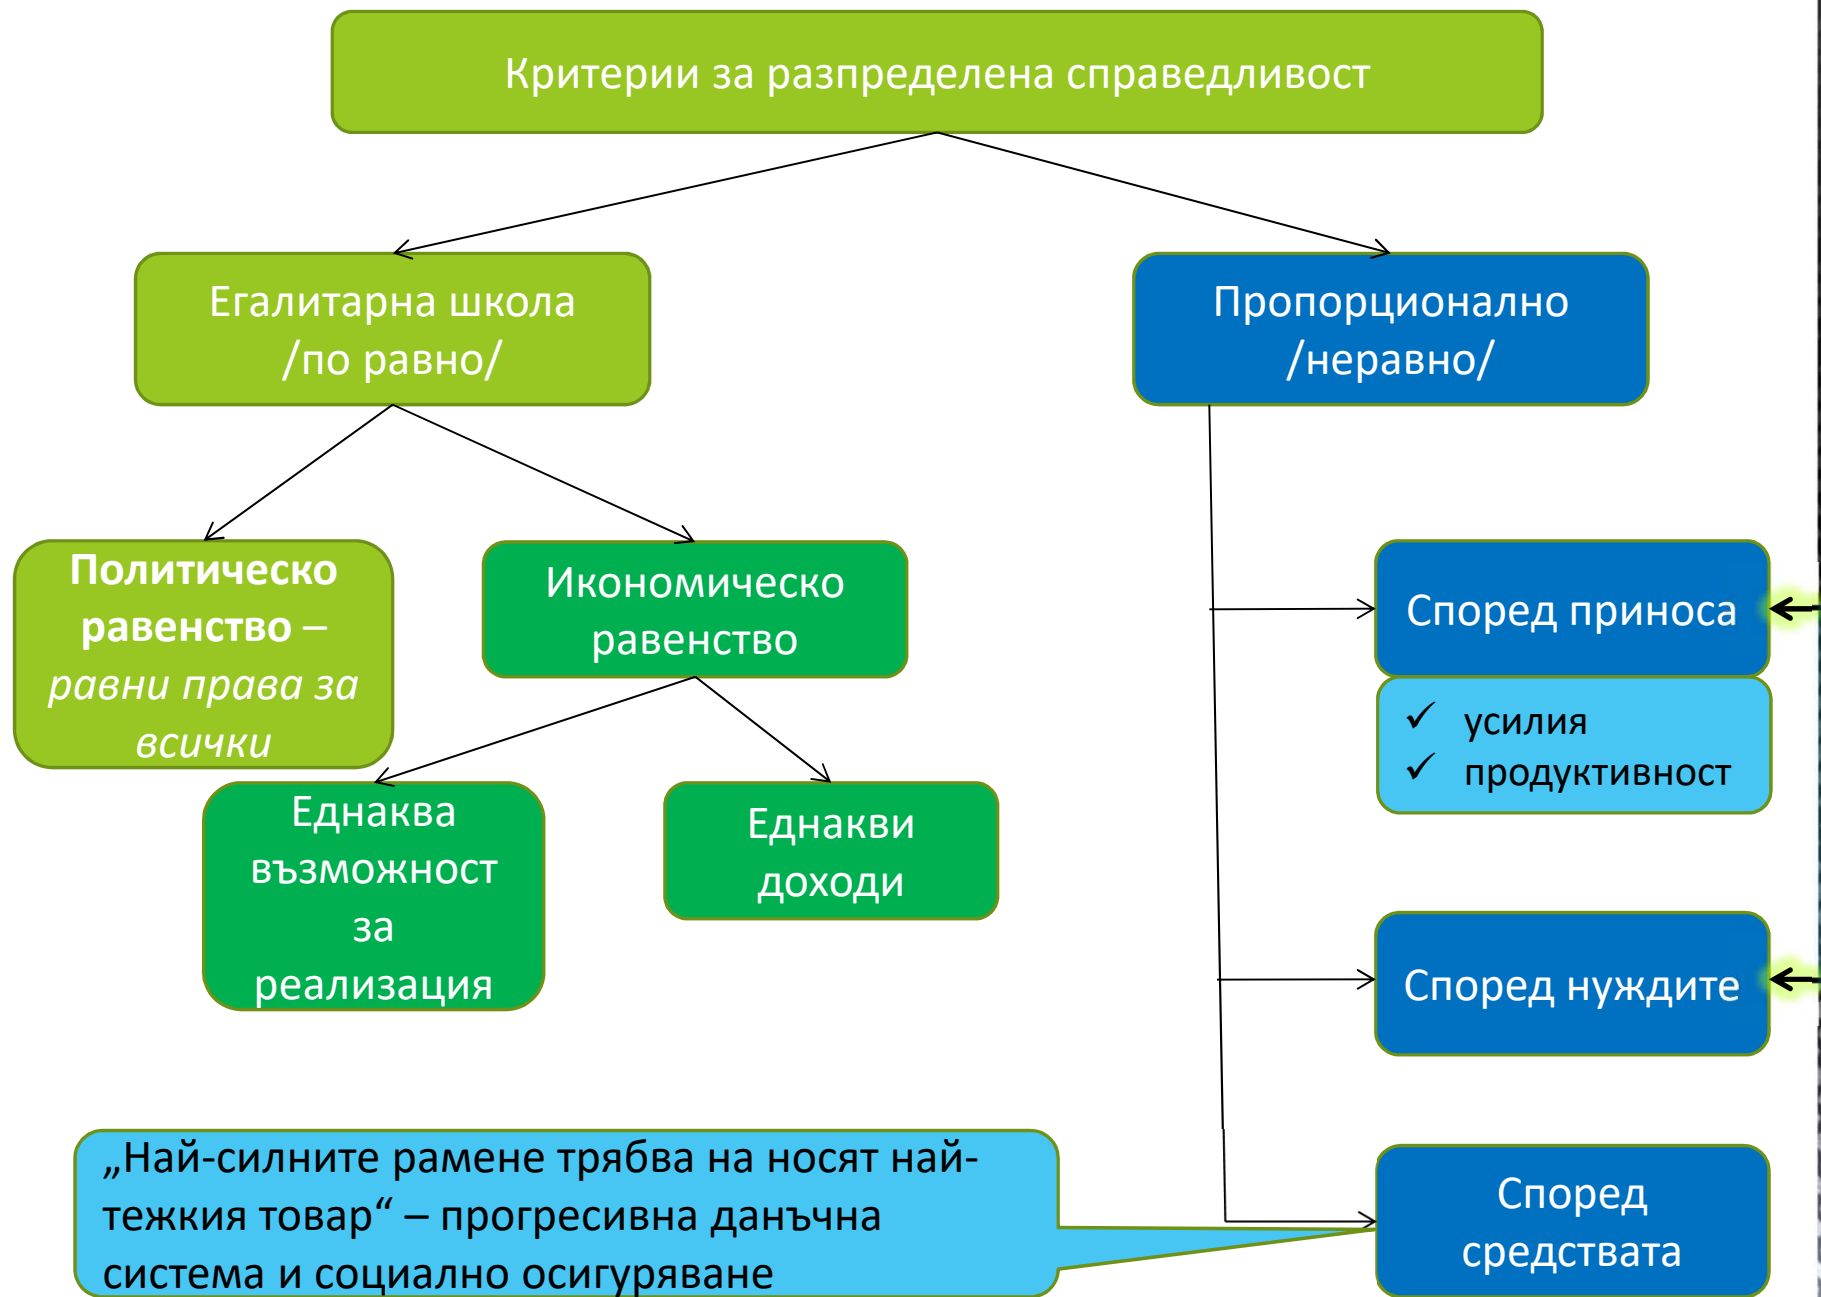 Критерии за разпределена справедливост
Егалитарна школа
/по равно/
Пропорционално
/неравно/
Политическо
равенство –
равни права за
всички
Икономическо
равенство
Според приноса
✓ усилия
✓ продуктивност
Еднаква
възможност
за
реализация
Еднакви
доходи
Според нуждите
„Най-силните рамене трябва на носят най-
тежкия товар“ – прогресивна данъчна
система и социално осигуряване
Според
средствата